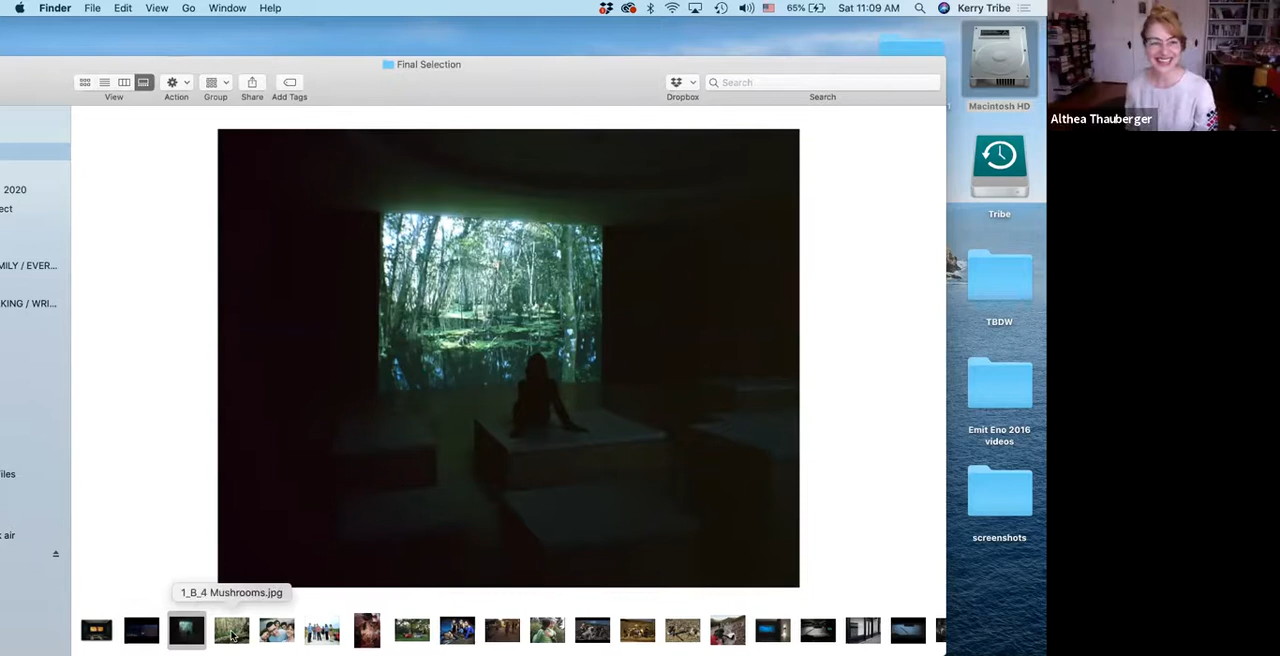 Finder File Edit View Go Window Help 65% Sat 11:09 AM Kerry Tribe
Final Selection
Search
View Action Group Share Add Tags Dropbox Search
Macintosh HD
Althea Thauberger
2020
ect
Tribe
MILY / EVER...
KING / WRI...
TBDW
Emit Eno 2016
videos
iles
air
screenshots
1_B_4 Mushrooms.jpg